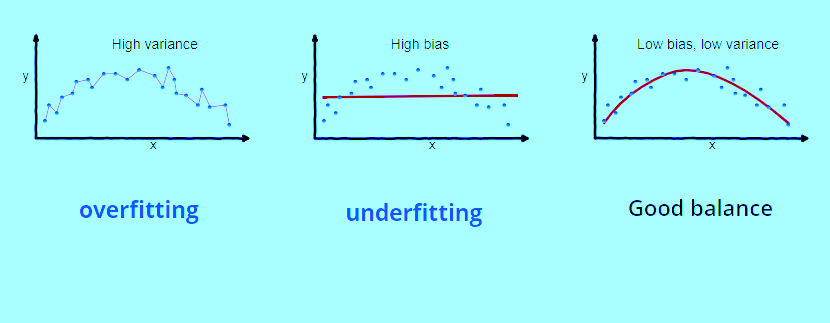 High variance
y
x
overfitting
High bias
y
x
underfitting
Low bias, low variance
y
x
Good balance